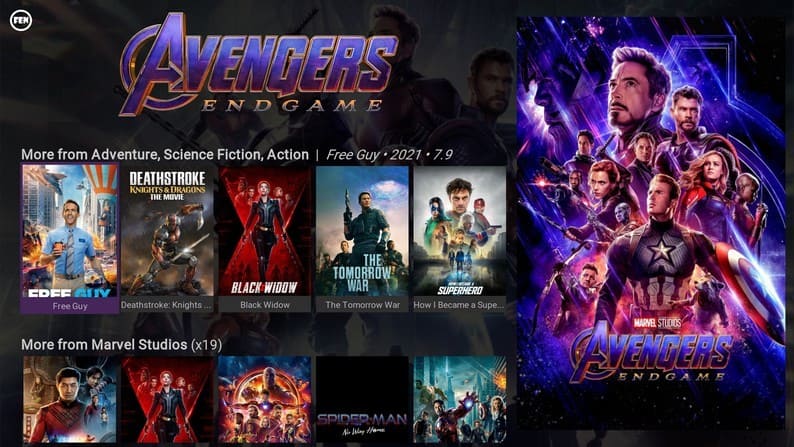 FEN
AVENGERS
ENDGAME
More from Adventure, Science Fiction, Action | Free Guy • 2021 • 7.9
FREE GUY
DEATHSTROKE
KNIGHTS & DRAGONS
THE MOVIE
BLACK WIDOW
THE
TOMORROW
WAR
HOW I BECAME A
SUPERHERO
Free Guy
Deathstroke: Knights ...
Black Widow
The Tomorrow War
How I Became a Supe...
More from Marvel Studios (x19)
SPIDER-MAN
No Way Home
MARVEL STUDIOS
AVENGERS
ENDGAME